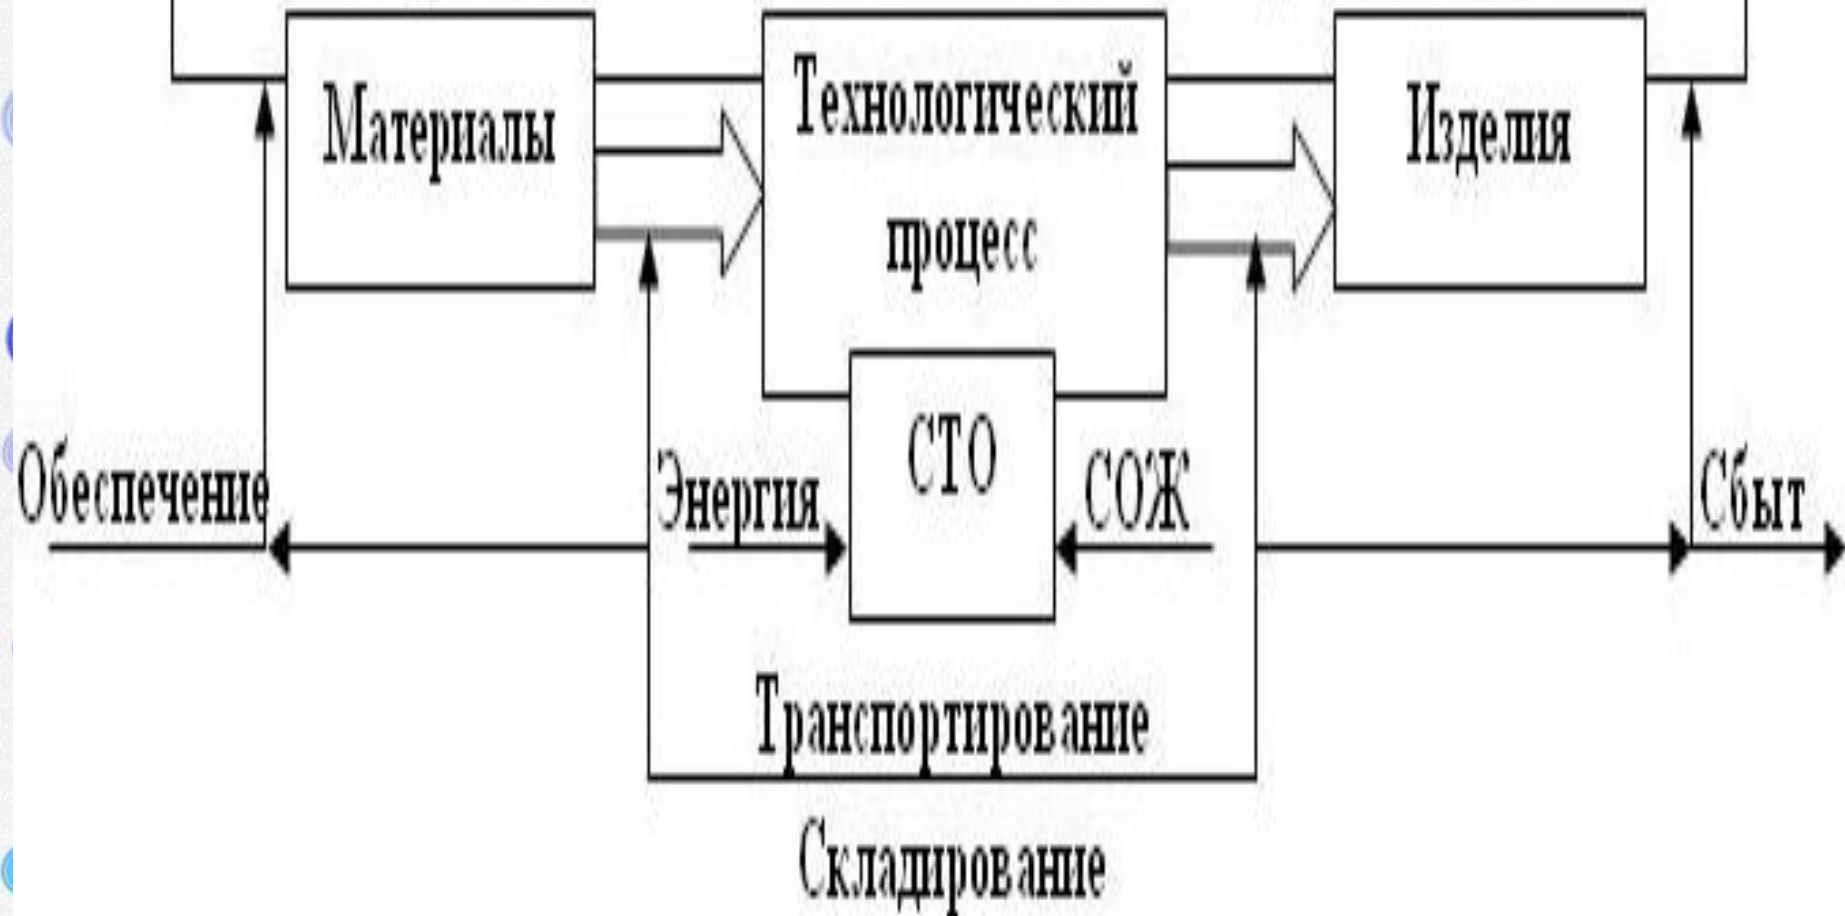 Материалы
Технологический
процесс
Изделия
СТО
Обеспечение
Энергия
СОЖ
Сбыт
Транспортирование
Складирование